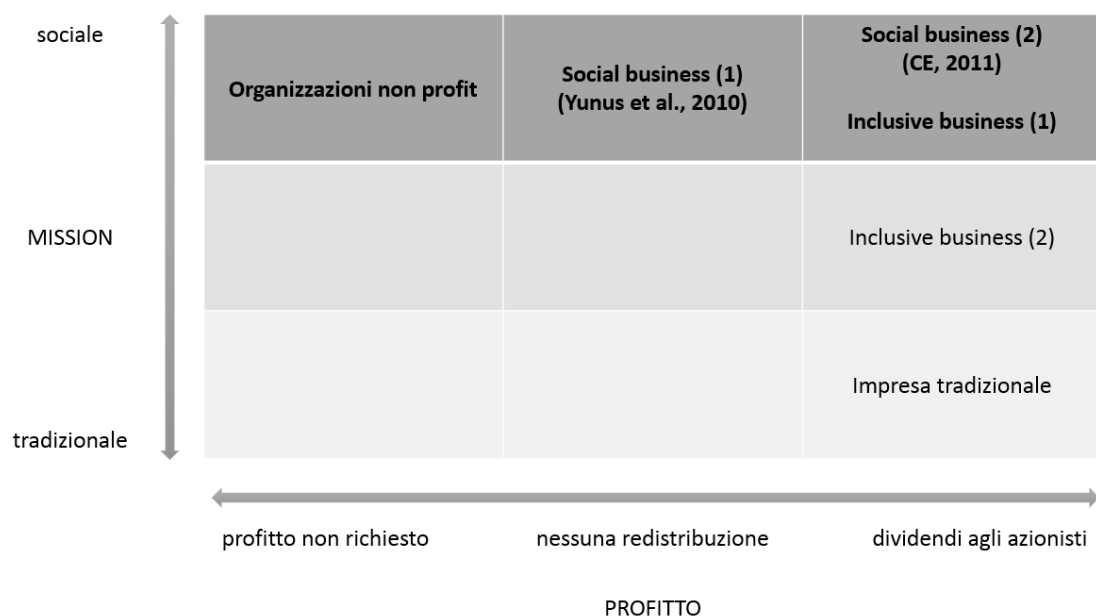 sociale
Organizzazioni non profit
Social business (1)
(Yunus et al., 2010)
Social business (2)
(CE, 2011)
Inclusive business (1)
MISSION
Inclusive business (2)
Impresa tradizionale
tradizionale
profitto non richiesto
nessuna redistribuzione
dividendi agli azionisti
PROFITTO